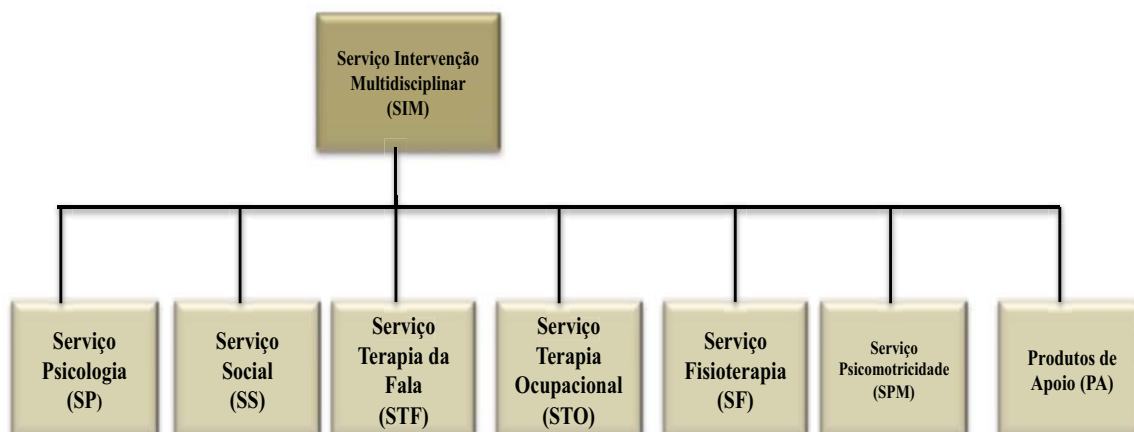 Serviço Intervenção
Multidisciplinar
(SIM)
Serviço
Psicologia
(SP)
Serviço
Social
(SS)
Serviço
Terapia da
Fala
(STF)
Serviço
Terapia
Ocupacional
(STO)
Serviço
Fisioterapia
(SF)
Serviço
Psicomotricidade
(SPM)
Produtos de
Apoio (PA)